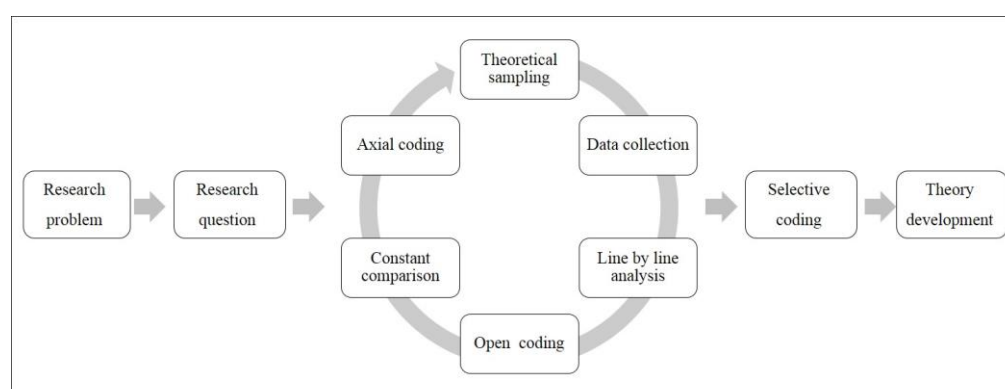 Research
problem
Research
question
Theoretical
sampling
Data collection
Line by line
analysis
Open coding
Constant
comparison
Axial coding
Selective
coding
Theory
development